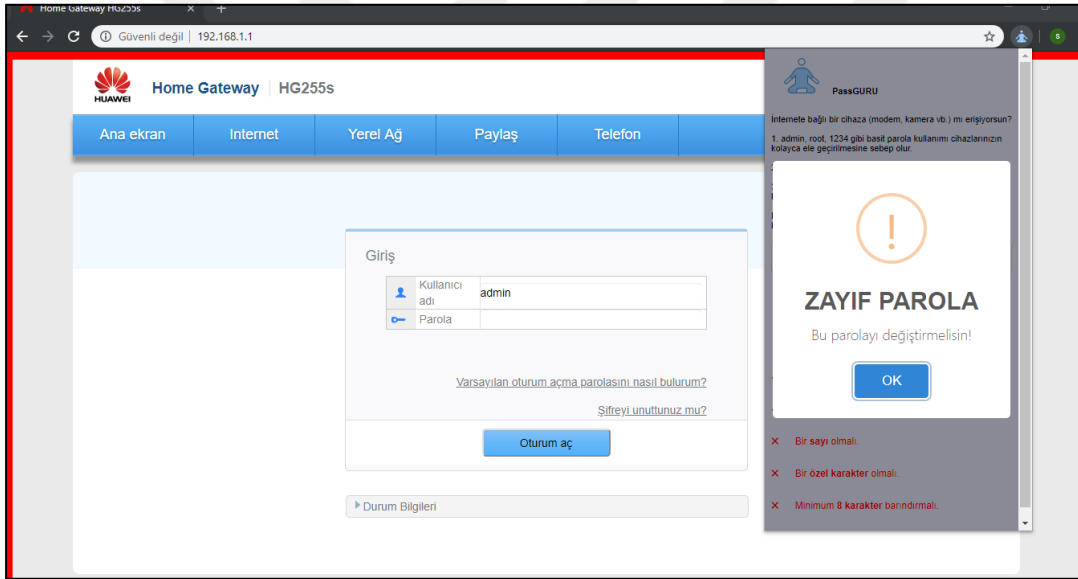 Home Gateway HG255s
Güvenli değil | 192.168.1.1
S
HUAWEI
Home Gateway | HG255s
Ana ekran Internet Yerel Ağ Paylaş Telefon
Giriş
Kullanıcı adı admin
Parola
Varsayılan oturum açma parolasını nasıl bulurum?
Şifreyi unuttunuz mu?
Oturum aç
Durum Bilgileri
PassGURU
İnternete bağlı bir cihaza (modem, kamera vb.) mı erişiyorsun?
1. admin, root, 1234 gibi basit parola kullanımı cihazlarınızın
kolayca ele geçirilmesine sebep olur.
ZAYIF PAROLA
Bu parolayı değiştirmelisin!
OK
× Bir sayı olmalı.
× Bir özel karakter olmalı.
× Minimum 8 karakter barındırmalı.